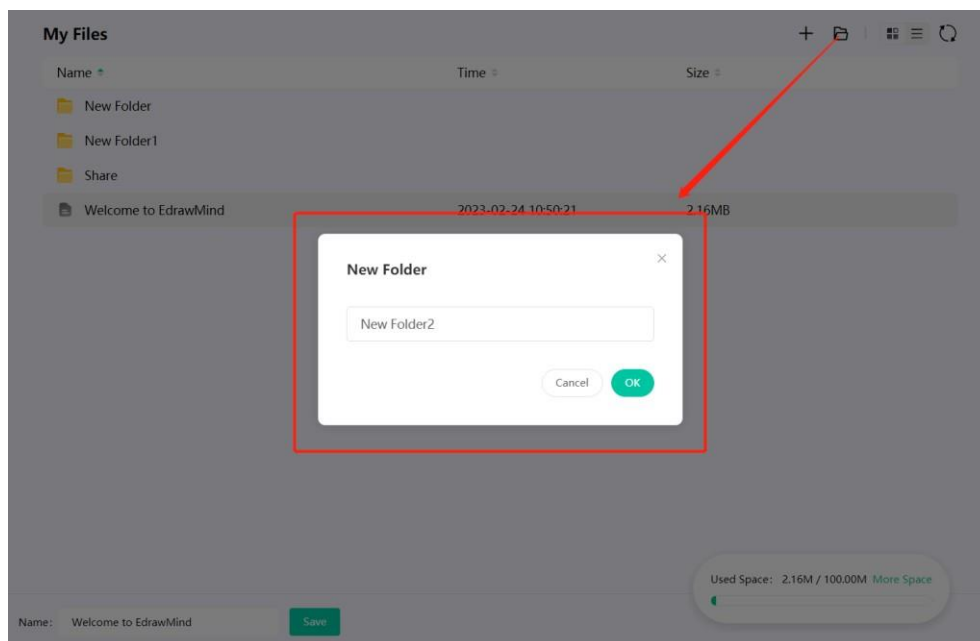 My Files
Name Time Size
New Folder
New Folder1
Share
Welcome to EdrawMind 2023-02-24 10:50:21 2.16MB
New Folder
New Folder2
Cancel OK
Used Space: 2.16M / 100.00M More Space
Name: Welcome to EdrawMind Save